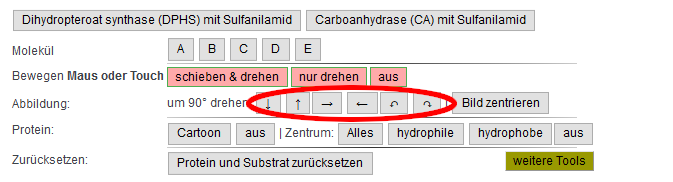 Dihydropteroat synthase (DPHS) mit Sulfanilamid Carboanhydrase (CA) mit Sulfanilamid
Molekül A B C D E
Bewegen Maus oder Touch schieben & drehen nur drehen aus
Abbildung: um 90° drehen ↓ ↑ → ← ↶ ↷ Bild zentrieren
Protein: Cartoon aus | Zentrum: Alles hydrophile hydrophobe aus
Zurücksetzen: Protein und Substrat zurücksetzen weitere Tools